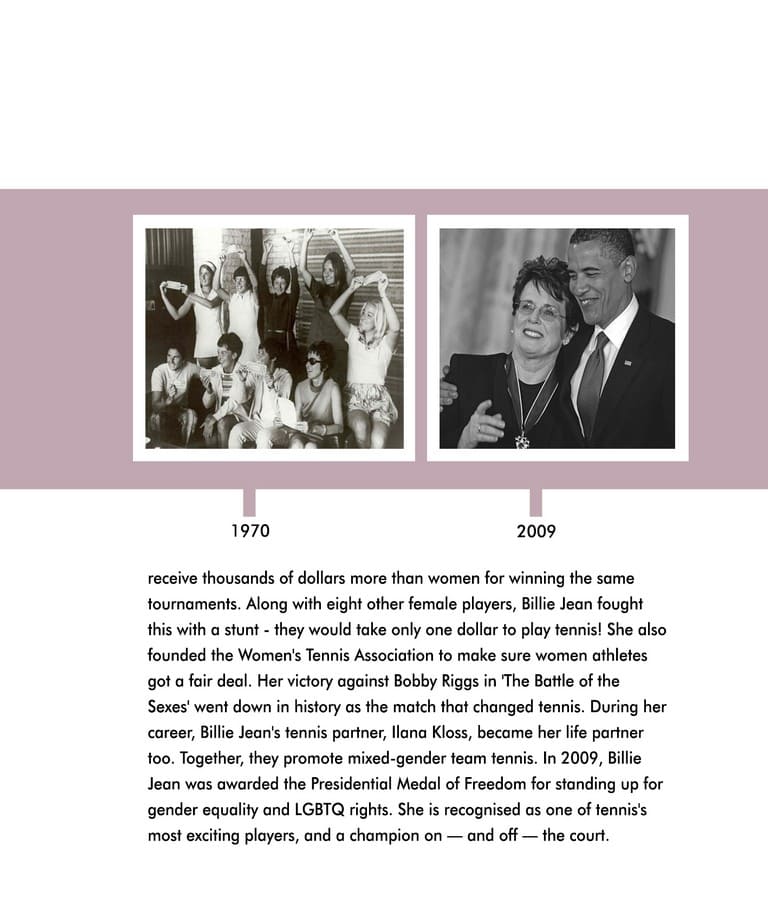 1970
2009
receive thousands of dollars more than women for winning the same
tournaments. Along with eight other female players, Billie Jean fought
this with a stunt - they would take only one dollar to play tennis! She also
founded the Women's Tennis Association to make sure women athletes
got a fair deal. Her victory against Bobby Riggs in 'The Battle of the
Sexes' went down in history as the match that changed tennis. During her
career, Billie Jean's tennis partner, Ilana Kloss, became her life partner
too. Together, they promote mixed-gender team tennis. In 2009, Billie
Jean was awarded the Presidential Medal of Freedom for standing up for
gender equality and LGBTQ rights. She is recognised as one of tennis's
most exciting players, and a champion on — and off — the court.